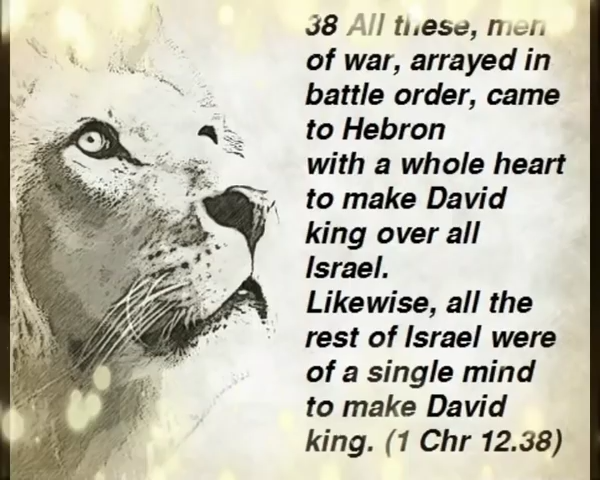 38 All these, men
of war, arrayed in
battle order, came
to Hebron
with a whole heart
to make David
king over all
Israel.
Likewise, all the
rest of Israel were
of a single mind
to make David
king. (1 Chr 12.38)